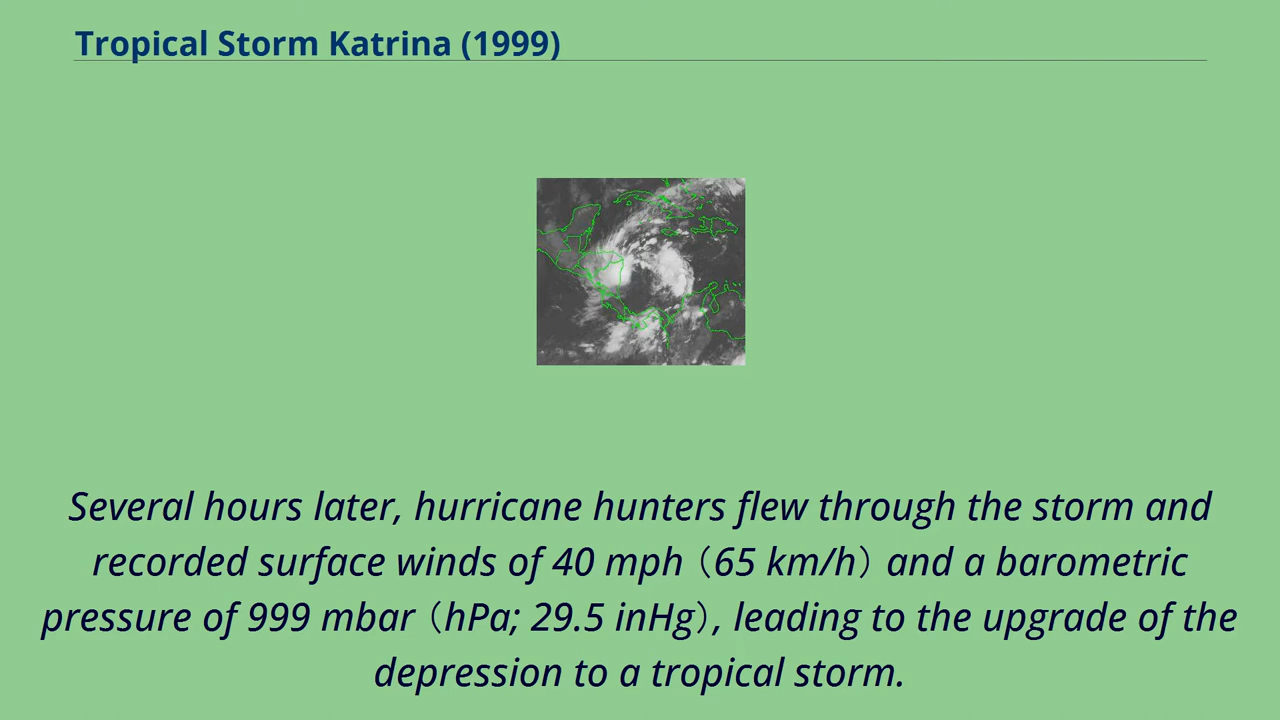 Tropical Storm Katrina (1999)
Several hours later, hurricane hunters flew through the storm and
recorded surface winds of 40 mph（65 km/h）and a barometric
pressure of 999 mbar（hPa; 29.5 inHg）, leading to the upgrade of the
depression to a tropical storm.